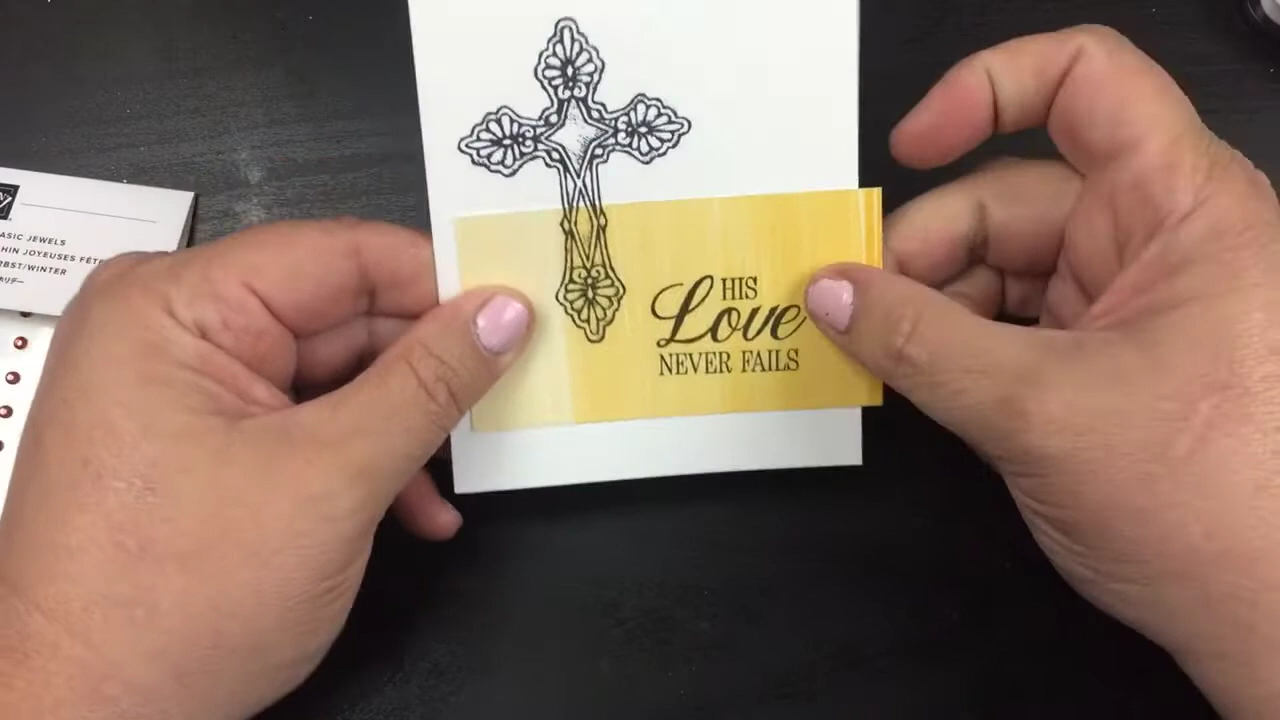 HIS
Love
NEVER FAILS
ASIC JEWELS
HIN JOYEUSES FÊTE
RBST/WINTER